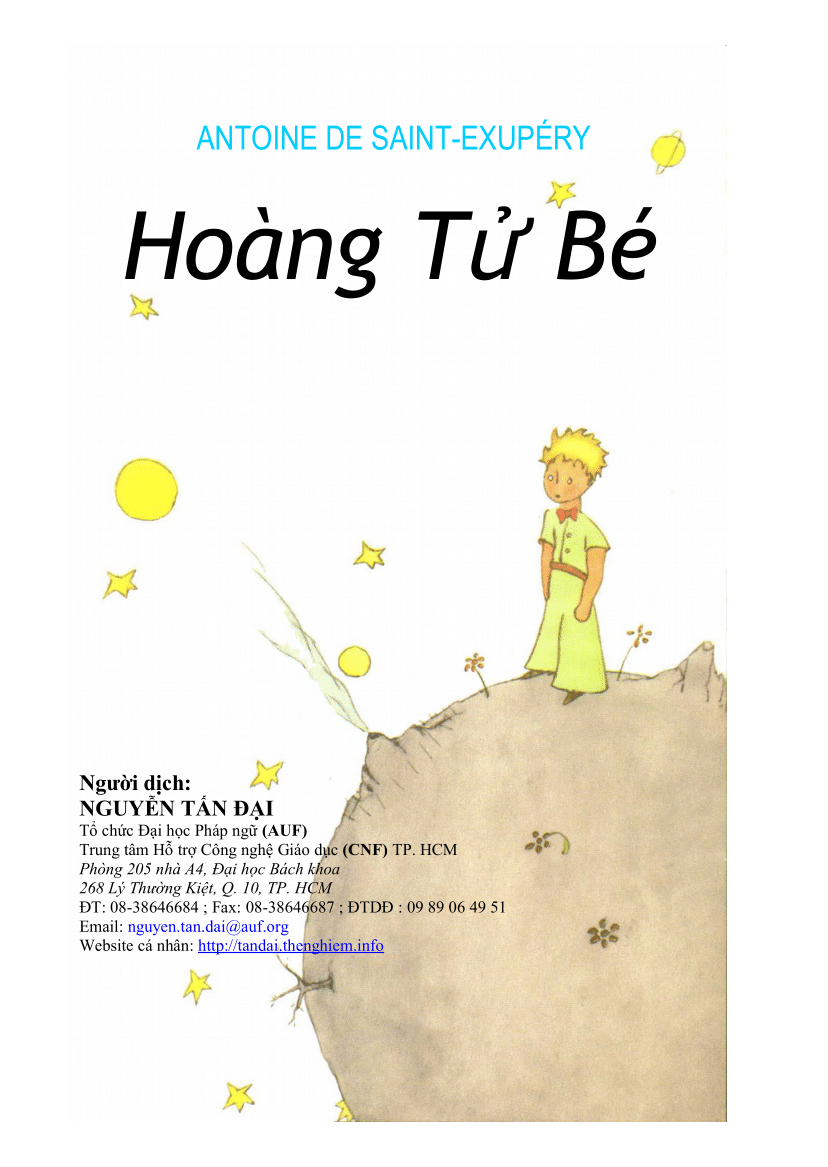 ANTOINE DE SAINT-EXUPÉRY
Hoàng Tử Bé
Người dịch:
NGUYỄN TẤN ĐẠI
Tổ chức Đại học Pháp ngữ (AUF)
Trung tâm Hỗ trợ Công nghệ Giáo dục (CNF) TP. HCM
Phòng 205 nhà A4, Đại học Bách khoa
268 Lý Thường Kiệt, Q. 10, TP. HCM
ĐT: 08-38646684 ; Fax: 08-38646687 ; ĐTDĐ : 09 89 06 49 51
Email: nguyen.tan.dai@auf.org
Website cá nhân: http://tandai.thenghiem.info